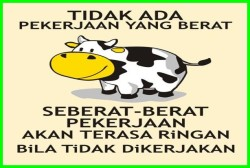 TIDAK ADA
PEKERJAAN YANG BERAT
SEBERAT-BERAT
PEKERJAAN
AKAN TERASA RiNGAN
BiLA TiDAK DiKERJAKAN